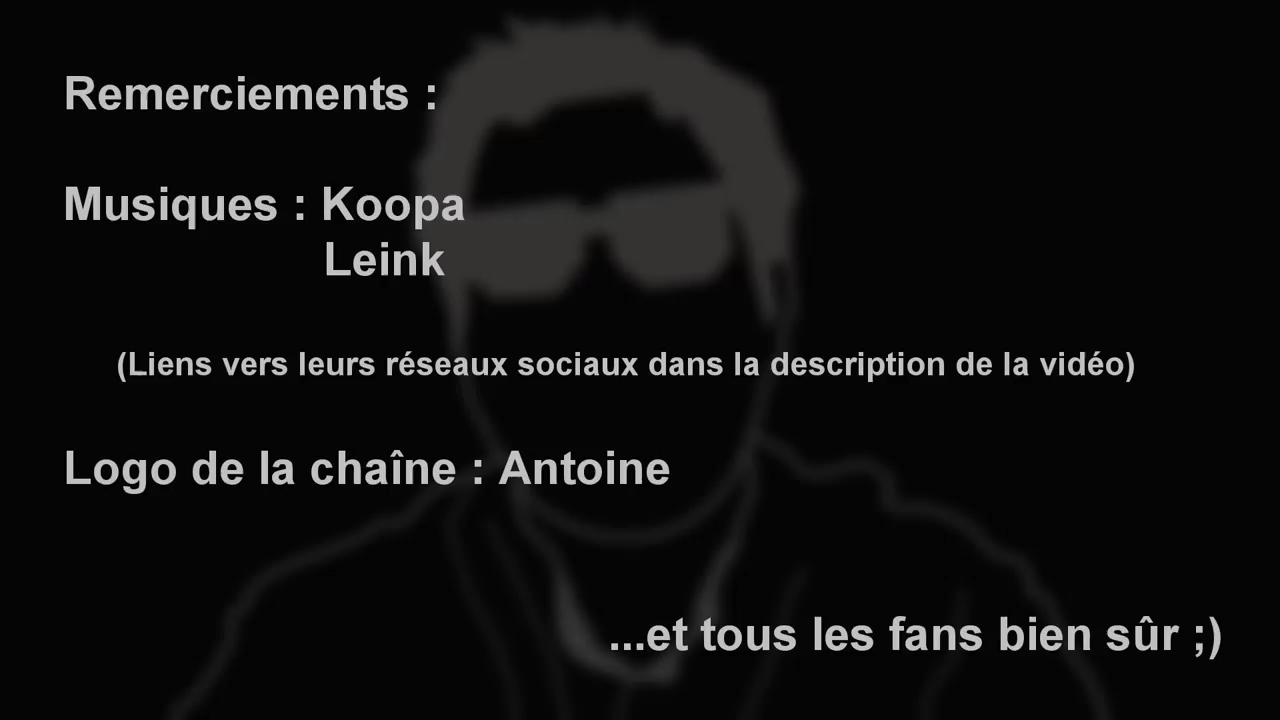 Remerciements :
Musiques : Koopa
Leink
(Liens vers leurs réseaux sociaux dans la description de la vidéo)
Logo de la chaîne : Antoine
...et tous les fans bien sûr ;)